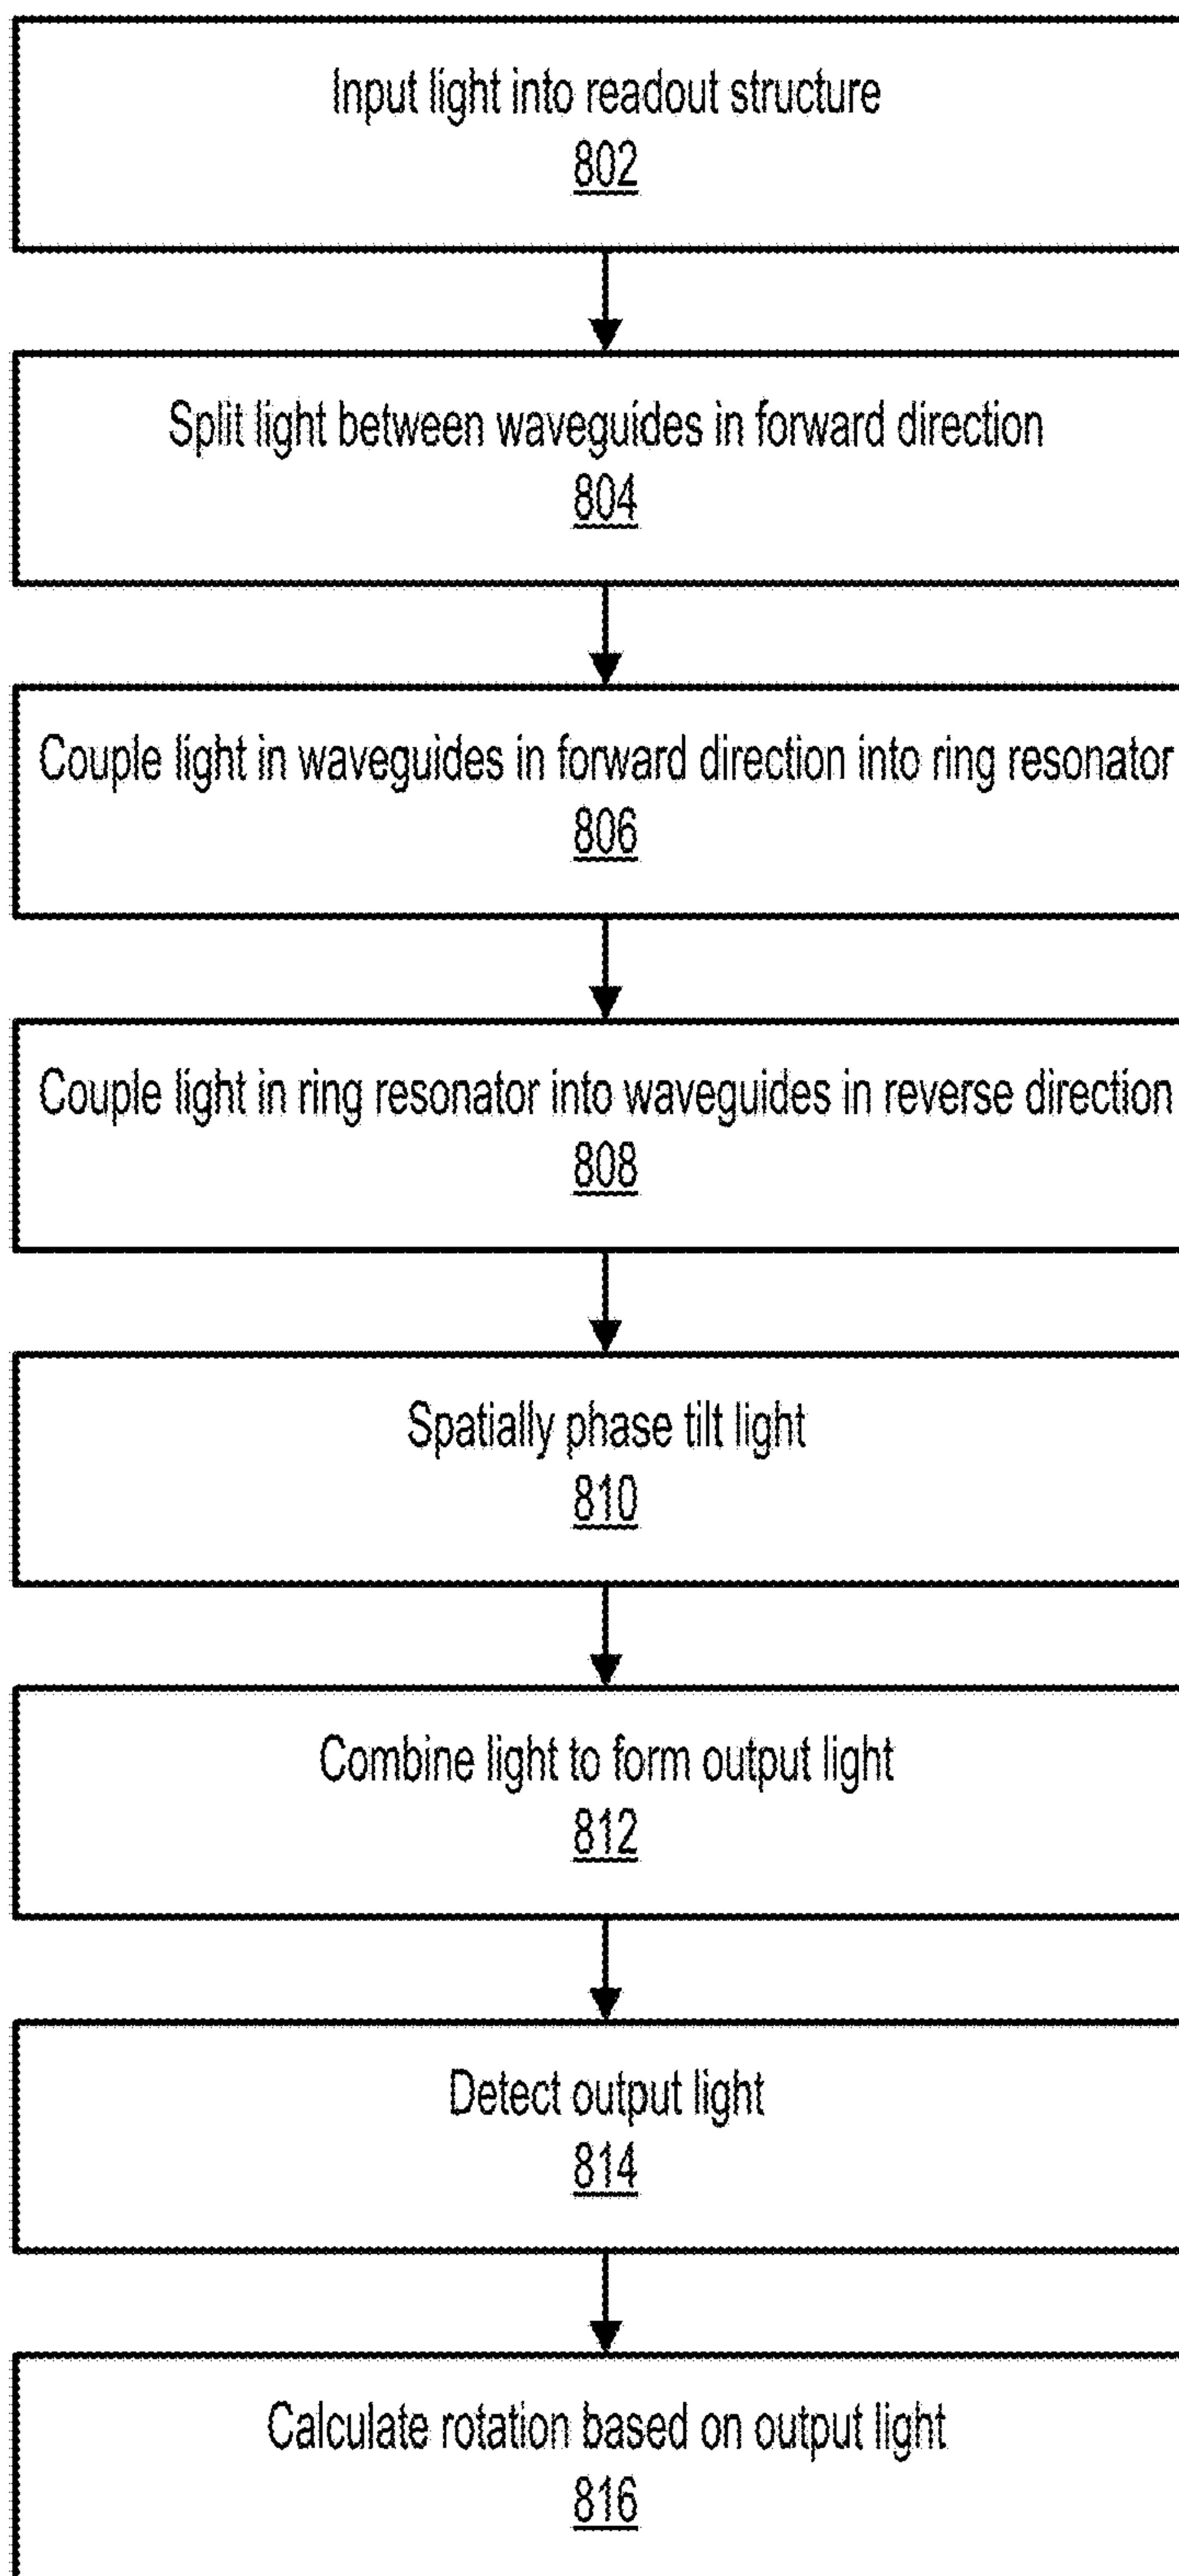 Input light into readout structure
802
Split light between waveguides in forward direction
804
Couple light in waveguides in forward direction into ring resonator
806
Couple light in ring resonator into waveguides in reverse direction
808
Spatially phase tilt light
810
Combine light to form output light
812
Detect output light
814
Calculate rotation based on output light
816